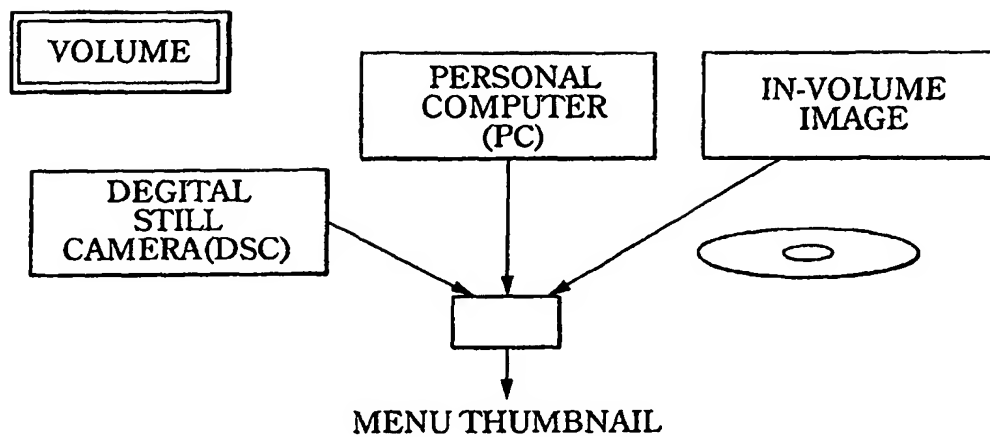 VOLUME
PERSONAL
COMPUTER
(PC)
IN-VOLUME
IMAGE
DEGITAL
STILL
CAMERA(DSC)
MENU THUMBNAIL